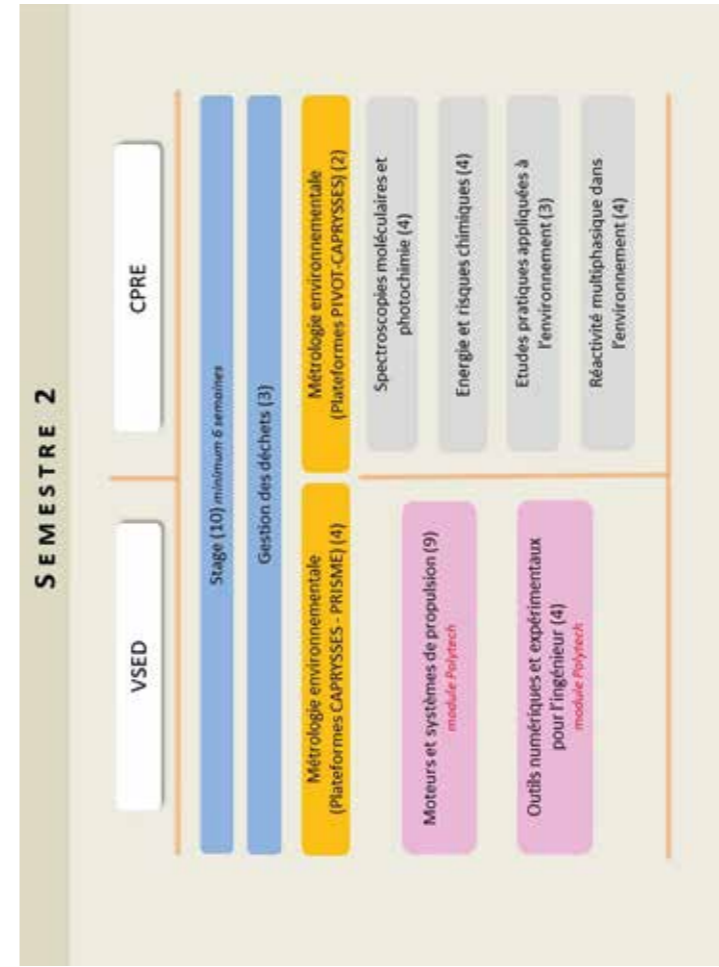 SEMESTRE 2
VSED
CPRE
Stage (10) minimum 6 semaines
Gestion des déchets (3)
Métrologie environnementale
(Plateformes CAPRYSSES - PRISME) (4)
Métrologie environnementale
(Plateformes PIVOT-CAPRYSSES) (2)
Moteurs et systèmes de propulsion (9)
module Polytech
Outils numériques et expérimentaux
pour l'ingénieur (4)
module Polytech
Spectroscopies moléculaires et
photochimie (4)
Energie et risques chimiques (4)
Etudes pratiques appliquées à
l'environnement (3)
Réactivité multiphasique dans
l'environnement (4)